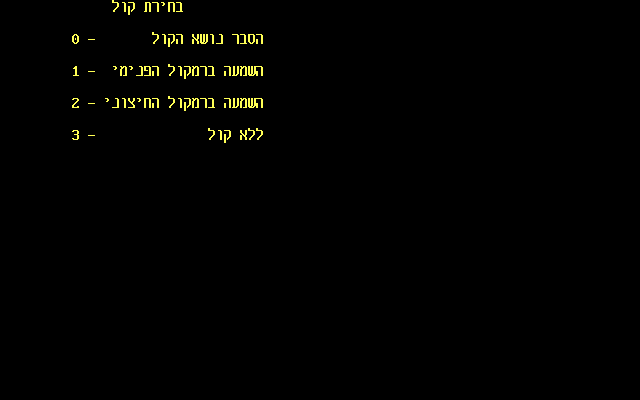 בחירת קול
הסבר נושא הקול - 0
השמעה ברמקול הפנימי - 1
השמעה ברמקול החיצוני - 2
ללא קול - 3